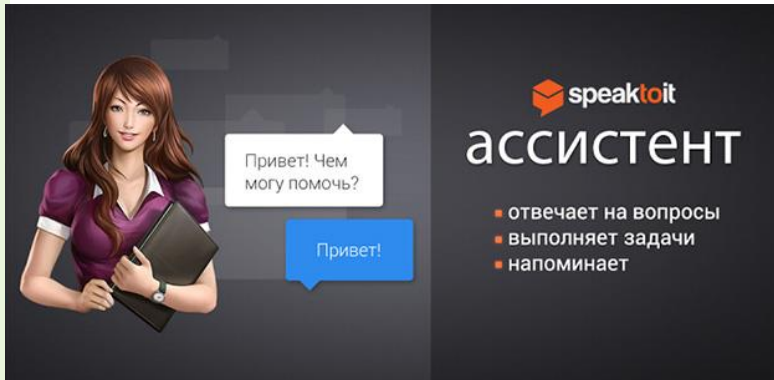 Привет! Чем
могу помочь?
Привет!
speaktoit
ассистент
отвечает на вопросы
выполняет задачи
напоминает